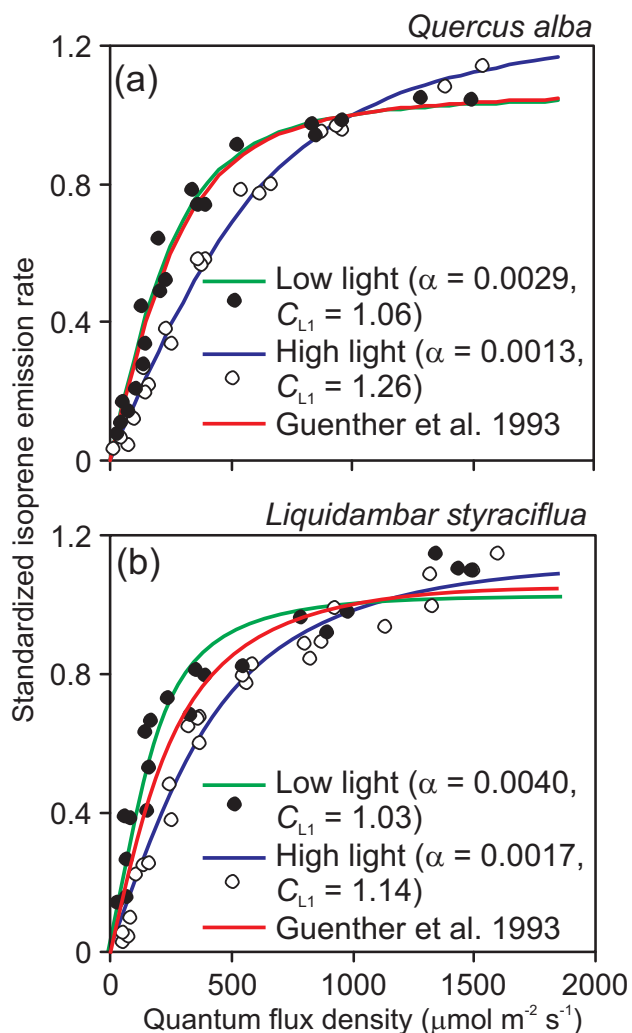 Quercus alba
1.2
(a)
0.8
Low light (α = 0.0029,
C_L1 = 1.06)
0.4
High light (α = 0.0013,
C_L1 = 1.26)
Guenther et al. 1993
0
Standardized isoprene emission rate
Liquidambar styraciflua
1.2
(b)
0.8
Low light (α = 0.0040,
C_L1 = 1.03)
0.4
High light (α = 0.0017,
C_L1 = 1.14)
Guenther et al. 1993
0
0 500 1000 1500 2000
Quantum flux density (μmol m⁻² s⁻¹)